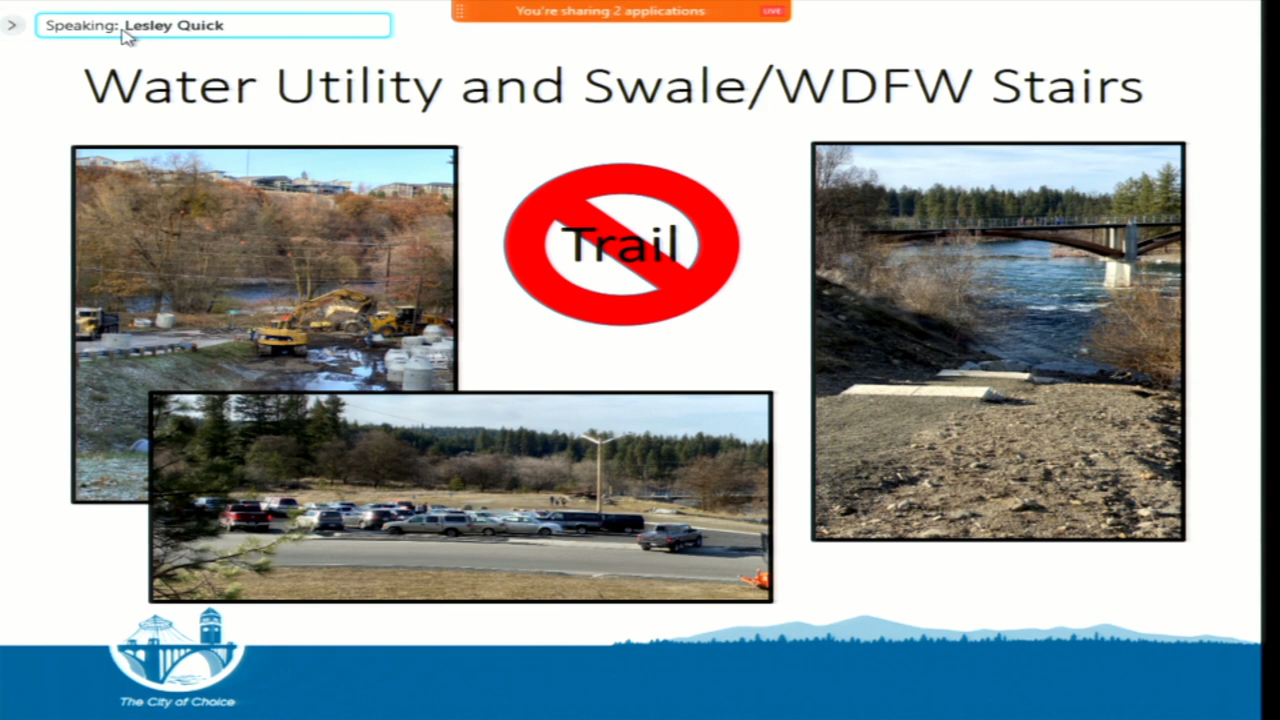 You're sharing 2 applications LIVE
Speaking: Lesley Quick
Water Utility and Swale/WDFW Stairs
Trail
The City of Choice